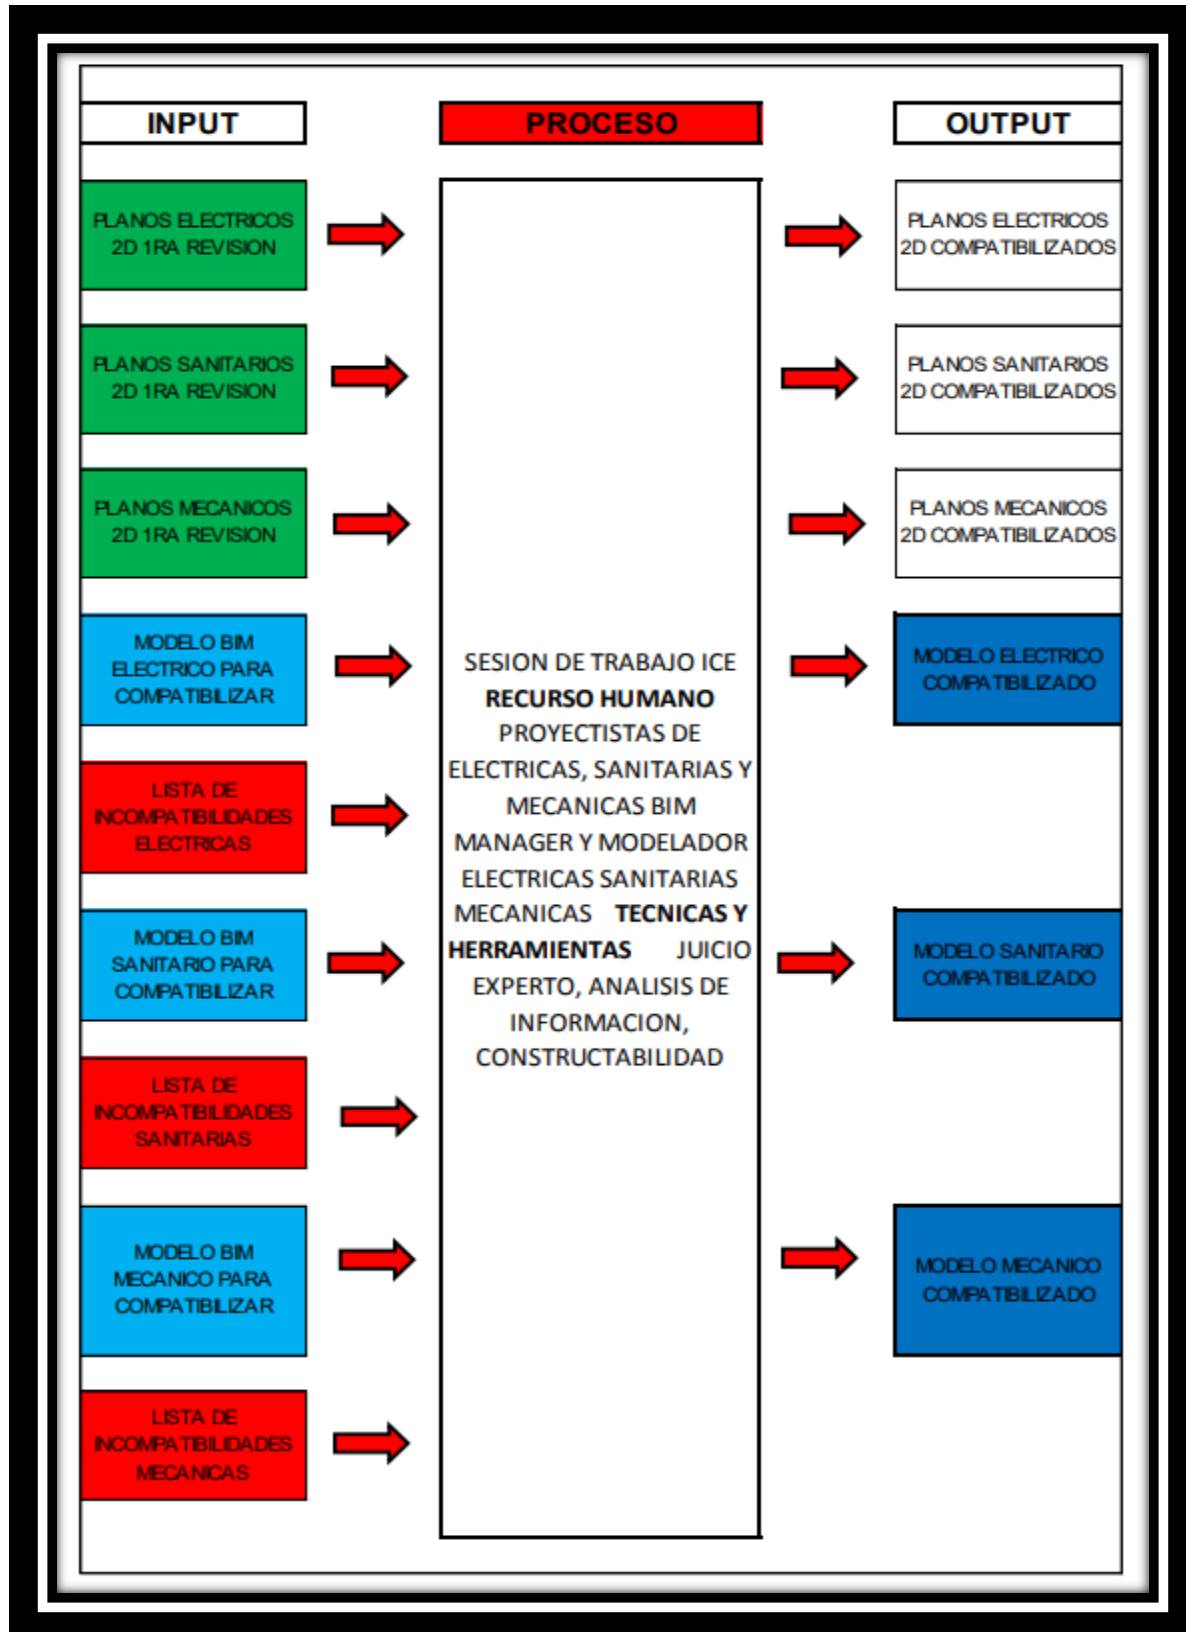 INPUT
PROCESO
OUTPUT
PLANOS ELECTRICOS
2D 1RA REVISION
PLANOS SANITARIOS
2D 1RA REVISION
PLANOS MECANICOS
2D 1RA REVISION
MODELO BIM
ELECTRICO PARA
COMPATIBILIZAR
LISTA DE
INCOMPATIBILIDADES
ELECTRICAS
MODELO BIM
SANITARIO PARA
COMPATIBILIZAR
LISTA DE
INCOMPATIBILIDADES
SANITARIAS
MODELO BIM
MECANICO PARA
COMPATIBILIZAR
LISTA DE
INCOMPATIBILIDADES
MECANICAS
SESION DE TRABAJO ICE
RECURSO HUMANO
PROYECTISTAS DE
ELECTRICAS, SANITARIAS Y
MECANICAS BIM
MANAGER Y MODELADOR
ELECTRICAS SANITARIAS
MECANICAS TECNICAS Y
HERRAMIENTAS JUICIO
EXPERTO, ANALISIS DE
INFORMACION,
CONSTRUCTABILIDAD
PLANOS ELECTRICOS
2D COMPATIBILIZADOS
PLANOS SANITARIOS
2D COMPATIBILIZADOS
PLANOS MECANICOS
2D COMPATIBILIZADOS
MODELO ELECTRICO
COMPATIBILIZADO
MODELO SANITARIO
COMPATIBILIZADO
MODELO MECANICO
COMPATIBILIZADO